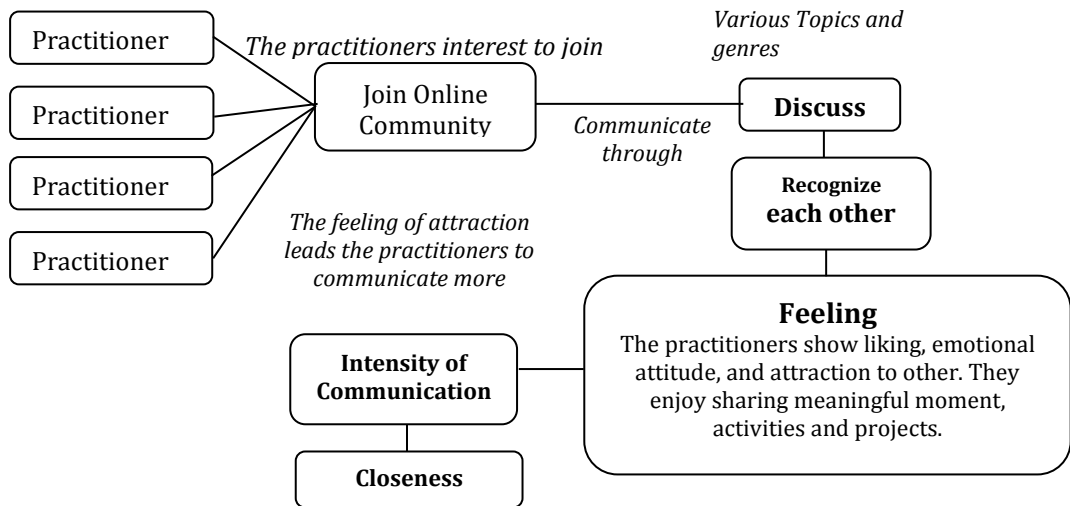 Practitioner
Practitioner
Practitioner
Practitioner
The practitioners interest to join
Join Online
Community
Various Topics and
genres
Communicate
through
Discuss
Recognize
each other
Feeling
The practitioners show liking, emotional
attitude, and attraction to other. They
enjoy sharing meaningful moment,
activities and projects.
The feeling of attraction
leads the practitioners to
communicate more
Intensity of
Communication
Closeness